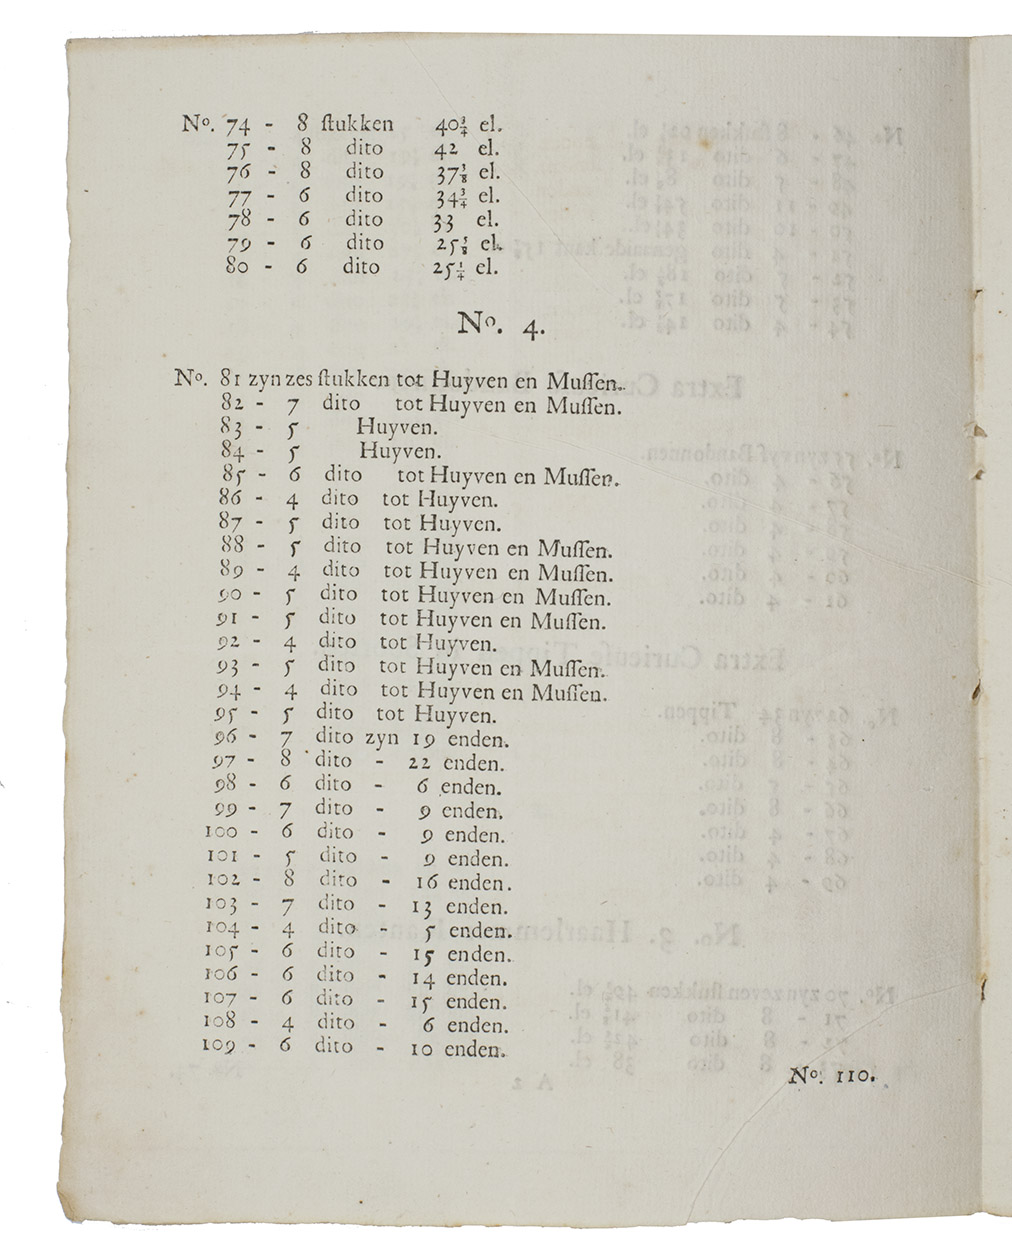 No. 74 - 8 ſtukken 40¾ el.
75 - 8 dito 42 el.
76 - 8 dito 37⅜ el.
77 - 6 dito 34¾ el.
78 - 6 dito 33 el.
79 - 6 dito 25⅜ el.
80 - 6 dito 25¼ el.
No. 4.
No. 81 zyn zes ſtukken tot Huyven en Muſſen.
82 - 7 dito tot Huyven en Muſſen.
83 - 5 Huyven.
84 - 5 Huyven.
85 - 6 dito tot Huyven en Muſſen.
86 - 4 dito tot Huyven.
87 - 5 dito tot Huyven.
88 - 5 dito tot Huyven en Muſſen.
89 - 4 dito tot Huyven en Muſſen.
90 - 5 dito tot Huyven en Muſſen.
91 - 5 dito tot Huyven en Muſſen.
92 - 4 dito tot Huyven.
93 - 5 dito tot Huyven en Muſſen.
94 - 4 dito tot Huyven en Muſſen.
95 - 5 dito tot Huyven.
96 - 7 dito zyn 19 enden.
97 - 8 dito - 22 enden.
98 - 6 dito - 6 enden.
99 - 7 dito - 9 enden.
100 - 6 dito - 9 enden.
101 - 5 dito - 9 enden.
102 - 8 dito - 16 enden.
103 - 7 dito - 13 enden.
104 - 4 dito - 5 enden.
105 - 6 dito - 15 enden.
106 - 6 dito - 14 enden.
107 - 6 dito - 15 enden.
108 - 4 dito - 6 enden.
109 - 6 dito - 10 enden.
No. 110.